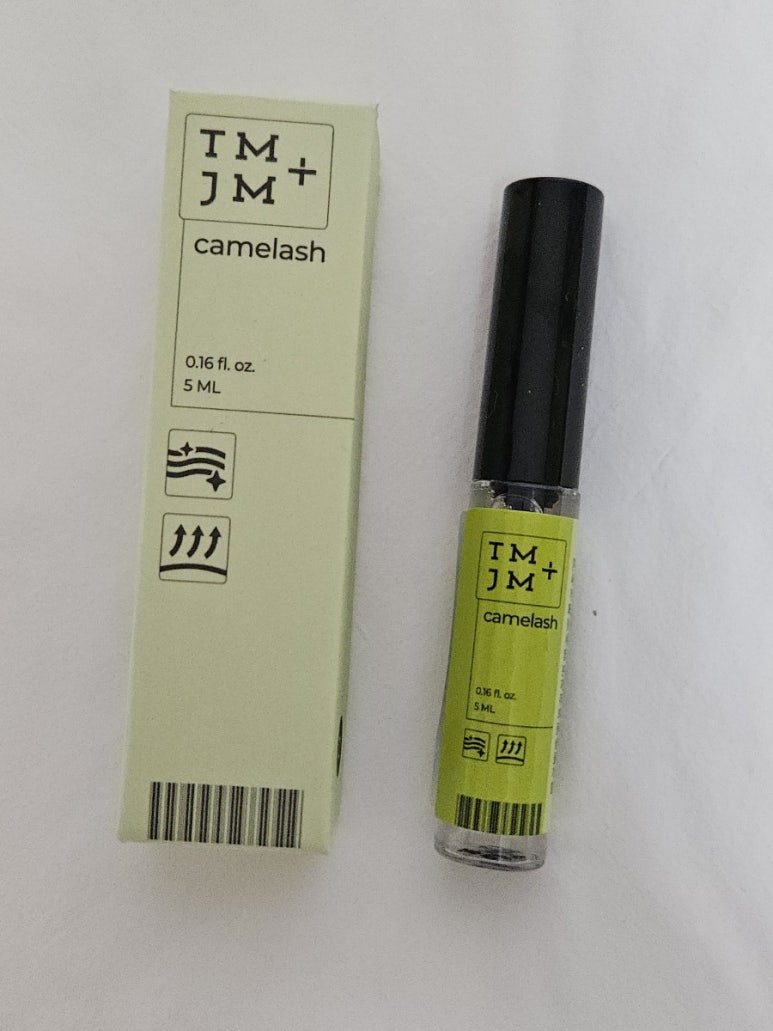 TM+
JM
camelash
0.16 fl. oz.
5 ML
TM+
JM
camelash
0.16 fl. oz.
5 ML